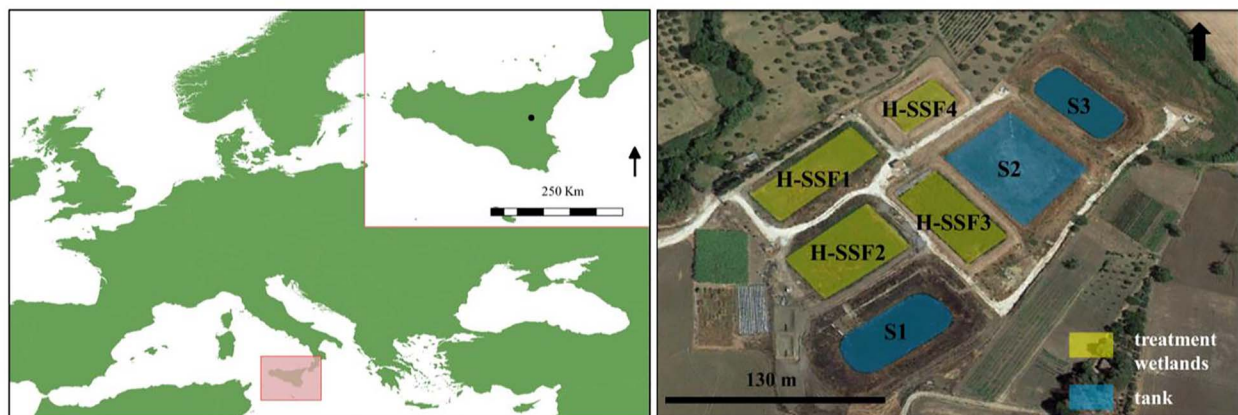 250 Km
H-SSF4
S3
H-SSF1
S2
H-SSF3
H-SSF2
S1
130 m
treatment
wetlands
tank